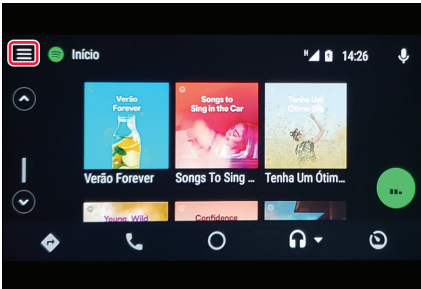 Início
H
14:26
Verão
Forever
Songs to
Sing in the Car
Tenha Um
Ótimo Dia
Verão Forever
Songs To Sing ...
Tenha Um Ótim...
Young, Wild
Confidence